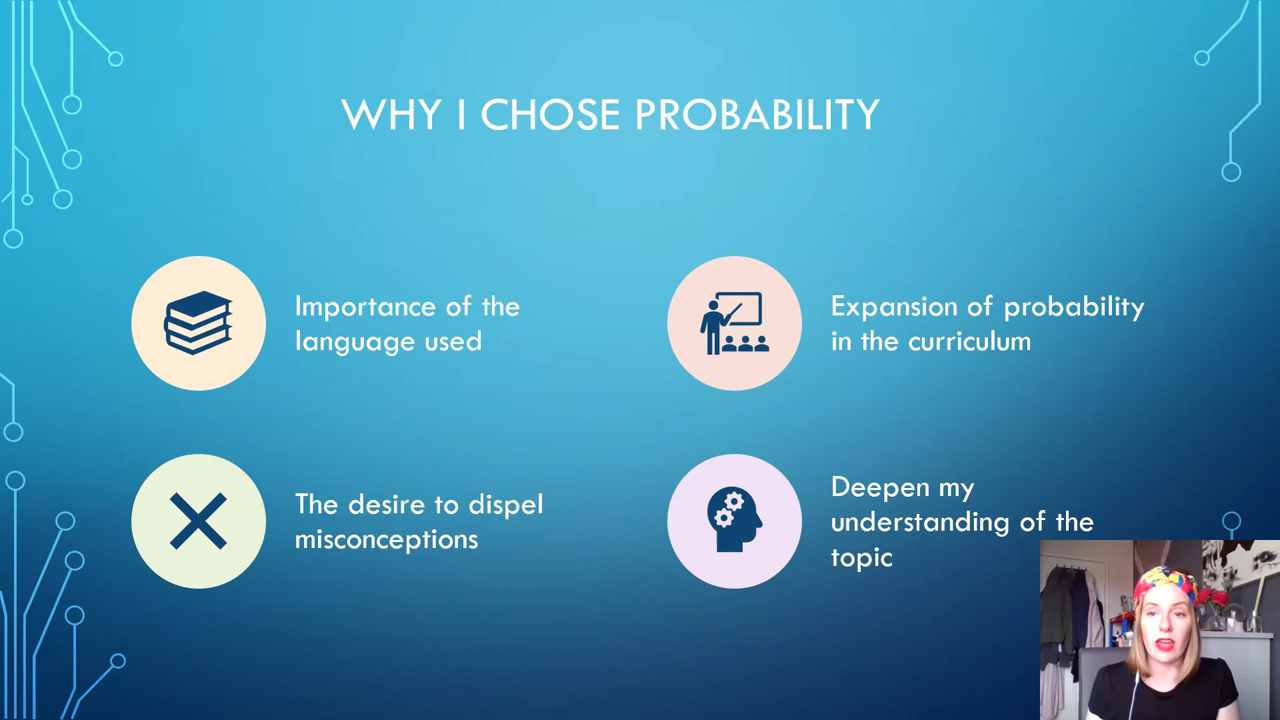 WHY I CHOSE PROBABILITY
Importance of the
language used
Expansion of probability
in the curriculum
The desire to dispel
misconceptions
Deepen my
understanding of the
topic